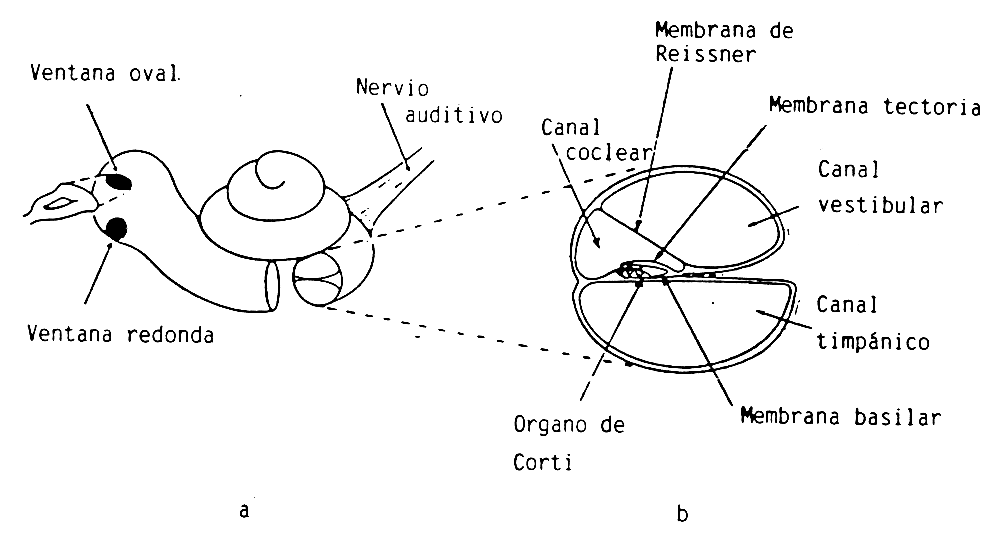 Ventana oval.
Nervio
auditivo
Ventana redonda
a
Membrana de
Reissner
Membrana tectoria
Canal
coclear
Canal
vestibular
Canal
timpánico
Membrana basilar
Organo de
Corti
b